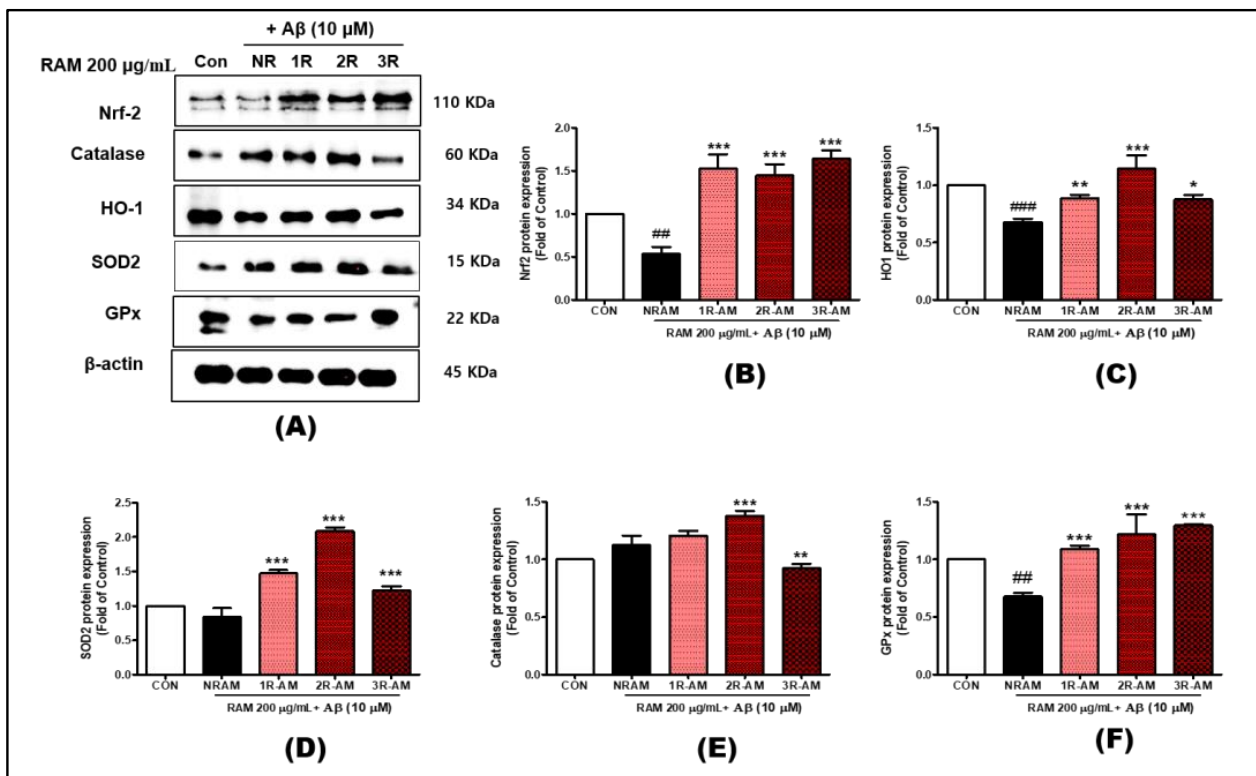 + Aβ (10 µM)
RAM 200 µg/mL Con NR 1R 2R 3R
Nrf-2 110 KDa
Catalase 60 KDa
HO-1 34 KDa
SOD2 15 KDa
GPx 22 KDa
β-actin 45 KDa
(A)
Nrf2 protein expression
(Fold of Control)
2.0
1.5
1.0
0.5
0.0
##
***
***
***
CON NRAM 1R-AM 2R-AM 3R-AM
RAM 200 µg/mL+ Aβ (10 µM)
(B)
HO1 protein expression
(Fold of Control)
1.5
1.0
0.5
0.0
###
**
***
*
CON NRAM 1R-AM 2R-AM 3R-AM
RAM 200 µg/mL+ Aβ (10 µM)
(C)
SOD2 protein expression
(Fold of Control)
2.5
2.0
1.5
1.0
0.5
0.0
***
***
***
CON NRAM 1R-AM 2R-AM 3R-AM
RAM 200 µg/mL+ Aβ (10 µM)
(D)
Catalase protein expression
(Fold of Control)
1.5
1.0
0.5
0.0
***
**
CON NRAM 1R-AM 2R-AM 3R-AM
RAM 200 µg/mL+ Aβ (10 µM)
(E)
GPx protein expression
(Fold of Control)
1.5
1.0
0.5
0.0
##
***
***
***
CON NRAM 1R-AM 2R-AM 3R-AM
RAM 200 µg/mL+ Aβ (10 µM)
(F)